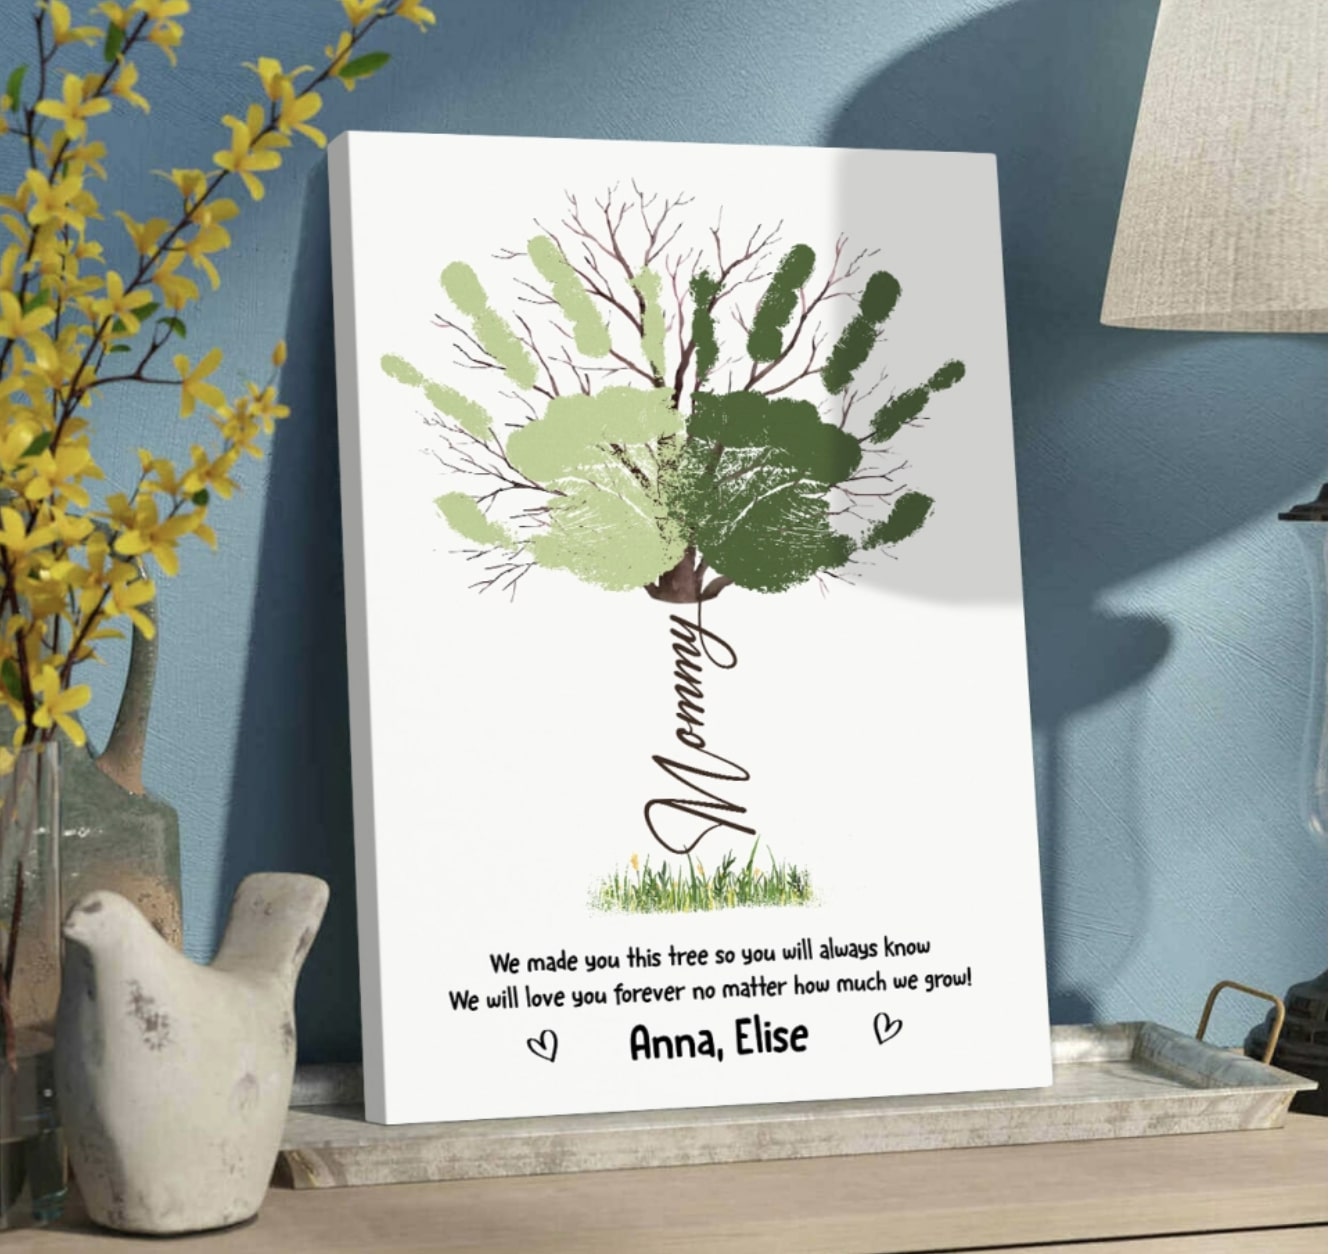 Mommy
We made you this tree so you will always know
We will love you forever no matter how much we grow!
Anna, Elise